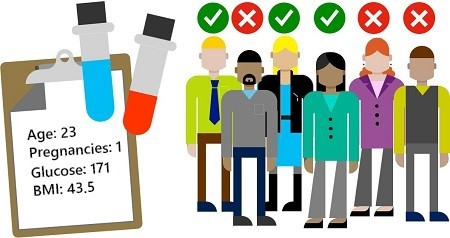 Age: 23
Pregnancies: 1
Glucose: 171
BMI: 43.5